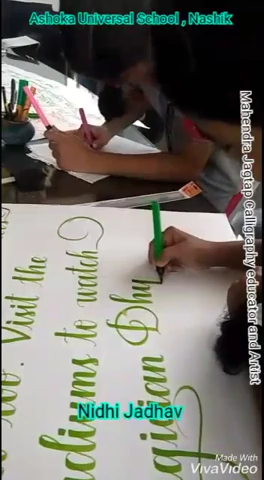 Ashoka Universal School , Nashik
Mahendra Jagtap Calligraphy educator and Artist
Visit the
to watch
Phy
Nidhi Jadhav
Made With
VivaVideo